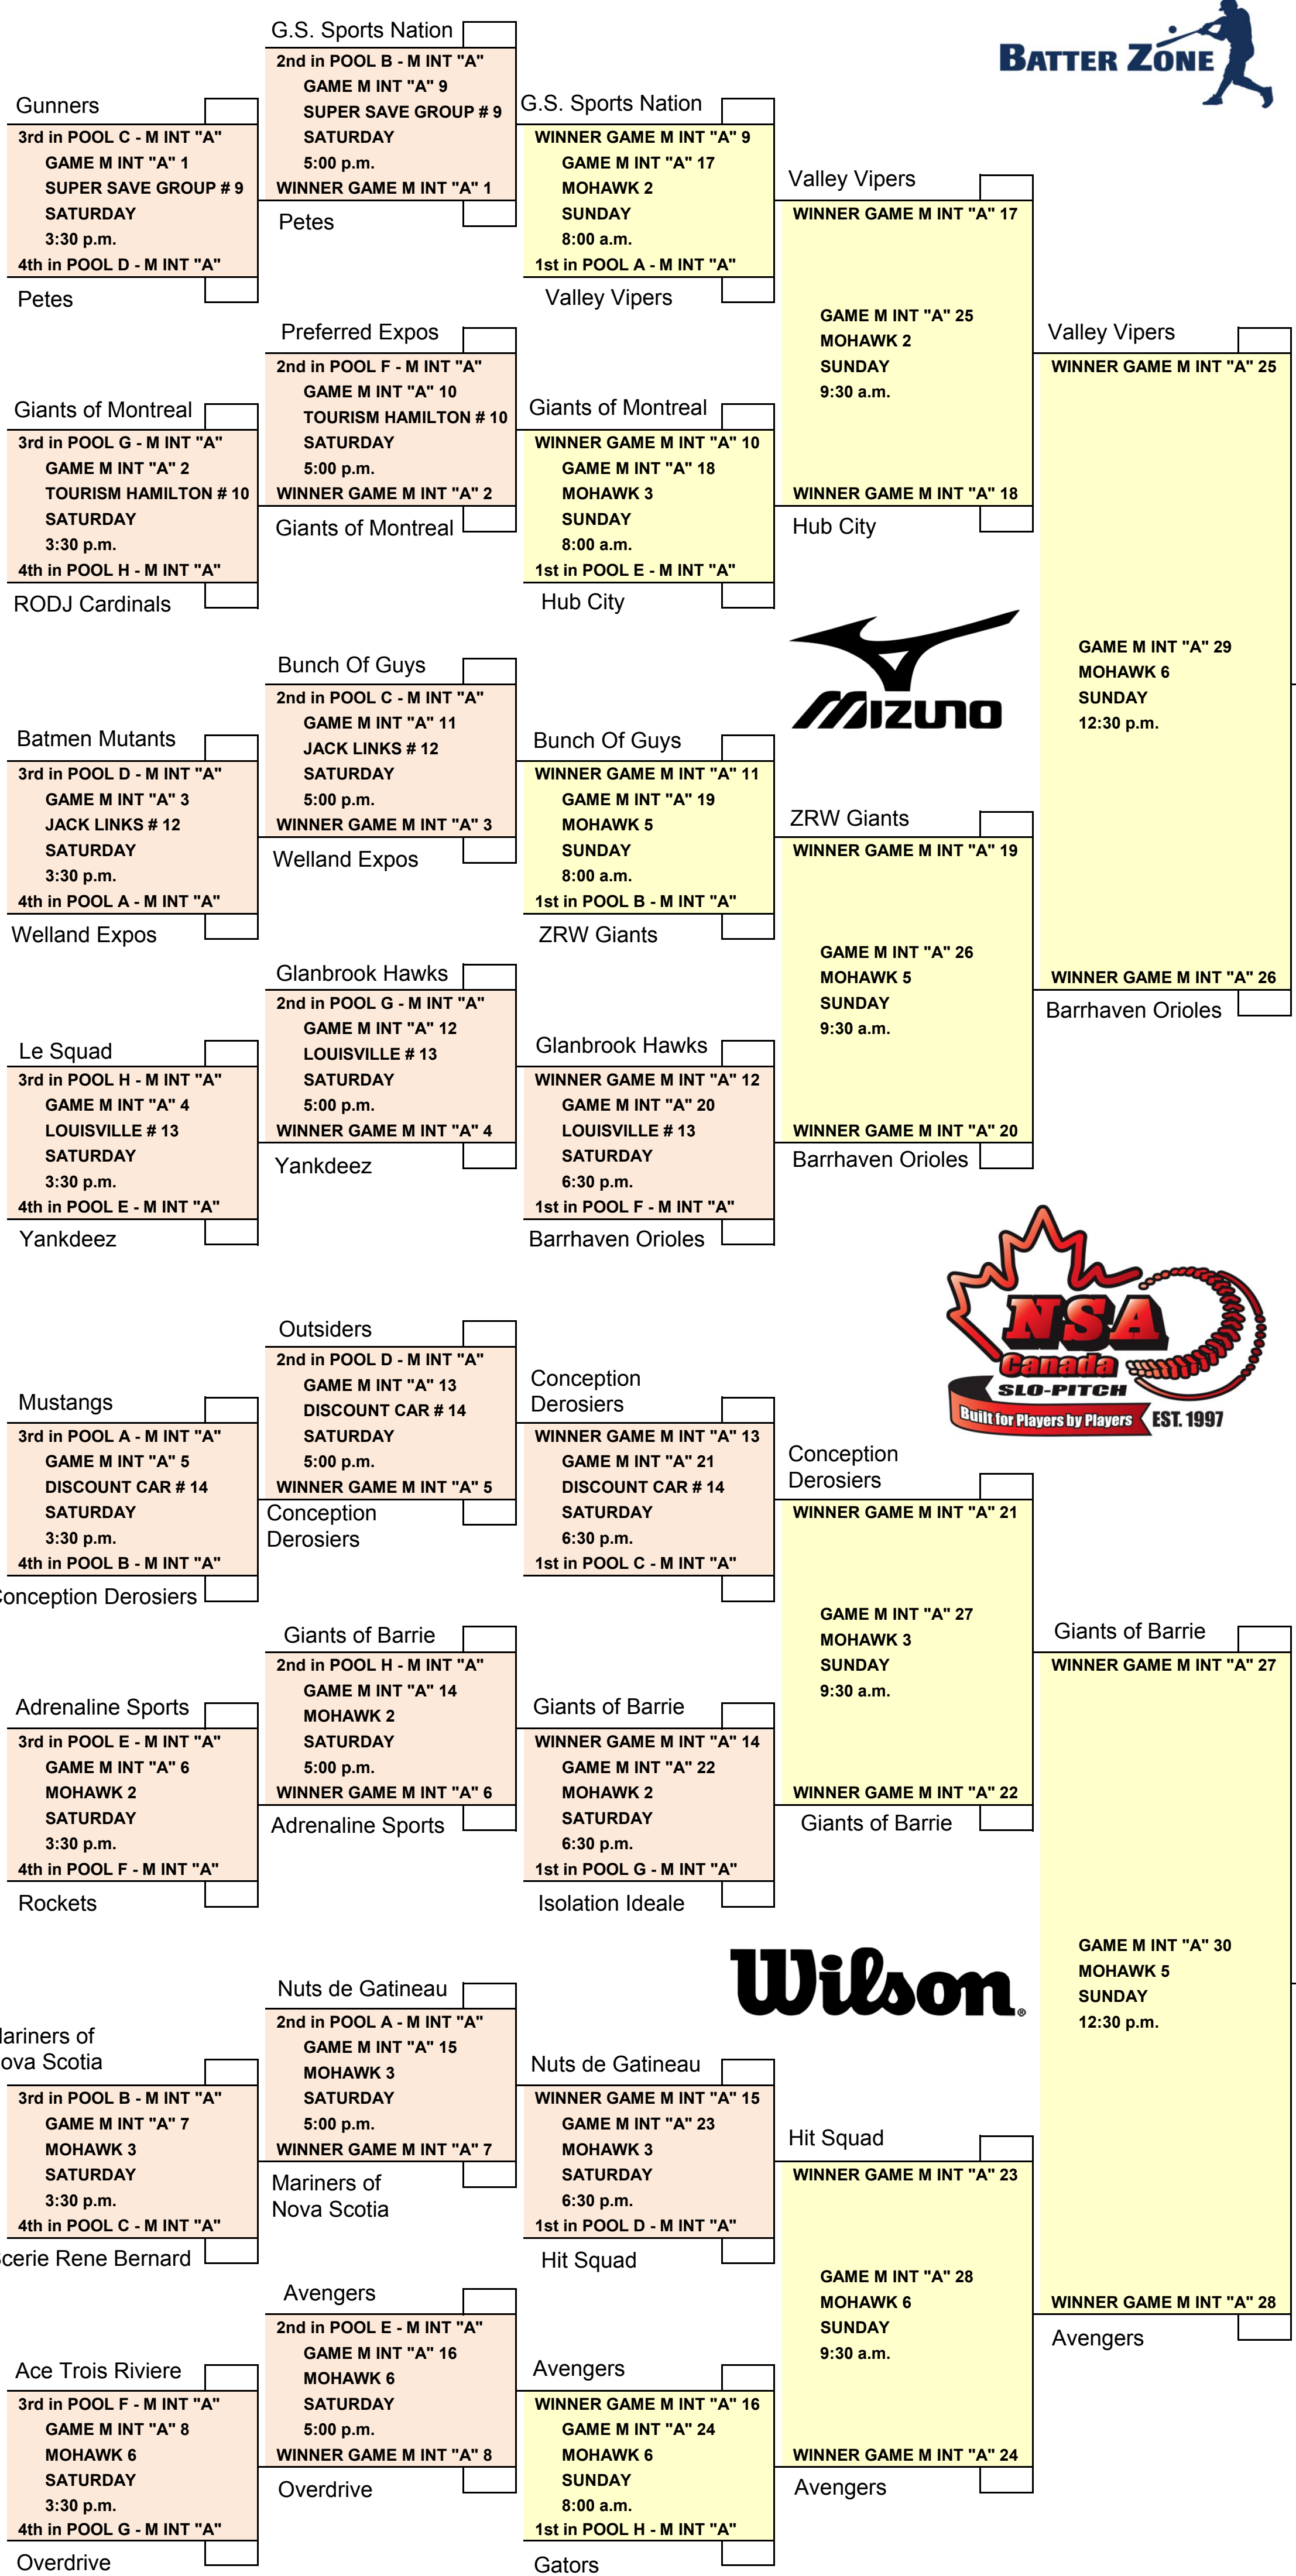 G.S. Sports Nation
2nd in POOL B - M INT "A"
GAME M INT "A" 9
SUPER SAVE GROUP # 9
SATURDAY
5:00 p.m.
WINNER GAME M INT "A" 1
Petes
BATTER ZONE
Gunners
3rd in POOL C - M INT "A"
GAME M INT "A" 1
SUPER SAVE GROUP # 9
SATURDAY
3:30 p.m.
4th in POOL D - M INT "A"
Petes
G.S. Sports Nation
WINNER GAME M INT "A" 9
GAME M INT "A" 17
MOHAWK 2
SUNDAY
8:00 a.m.
1st in POOL A - M INT "A"
Valley Vipers
Valley Vipers
WINNER GAME M INT "A" 17
GAME M INT "A" 25
MOHAWK 2
SUNDAY
9:30 a.m.
WINNER GAME M INT "A" 18
Hub City
Preferred Expos
2nd in POOL F - M INT "A"
GAME M INT "A" 10
TOURISM HAMILTON # 10
SATURDAY
5:00 p.m.
WINNER GAME M INT "A" 2
Giants of Montreal
Giants of Montreal
3rd in POOL G - M INT "A"
GAME M INT "A" 2
TOURISM HAMILTON # 10
SATURDAY
3:30 p.m.
4th in POOL H - M INT "A"
RODJ Cardinals
Giants of Montreal
WINNER GAME M INT "A" 10
GAME M INT "A" 18
MOHAWK 3
SUNDAY
8:00 a.m.
1st in POOL E - M INT "A"
Hub City
Valley Vipers
WINNER GAME M INT "A" 25
GAME M INT "A" 29
MOHAWK 6
SUNDAY
12:30 p.m.
WINNER GAME M INT "A" 26
Barrhaven Orioles
MIZUNO
Bunch Of Guys
2nd in POOL C - M INT "A"
GAME M INT "A" 11
JACK LINKS # 12
SATURDAY
5:00 p.m.
WINNER GAME M INT "A" 3
Welland Expos
Batmen Mutants
3rd in POOL D - M INT "A"
GAME M INT "A" 3
JACK LINKS # 12
SATURDAY
3:30 p.m.
4th in POOL A - M INT "A"
Welland Expos
Bunch Of Guys
WINNER GAME M INT "A" 11
GAME M INT "A" 19
MOHAWK 5
SUNDAY
8:00 a.m.
1st in POOL B - M INT "A"
ZRW Giants
ZRW Giants
WINNER GAME M INT "A" 19
GAME M INT "A" 26
MOHAWK 5
SUNDAY
9:30 a.m.
WINNER GAME M INT "A" 20
Barrhaven Orioles
Glanbrook Hawks
2nd in POOL G - M INT "A"
GAME M INT "A" 12
LOUISVILLE # 13
SATURDAY
5:00 p.m.
WINNER GAME M INT "A" 4
Yankdeez
Le Squad
3rd in POOL H - M INT "A"
GAME M INT "A" 4
LOUISVILLE # 13
SATURDAY
3:30 p.m.
4th in POOL E - M INT "A"
Yankdeez
Glanbrook Hawks
WINNER GAME M INT "A" 12
GAME M INT "A" 20
LOUISVILLE # 13
SATURDAY
6:30 p.m.
1st in POOL F - M INT "A"
Barrhaven Orioles
NSA
Canada
SLO-PITCH
Built for Players by Players EST. 1997
Outsiders
2nd in POOL D - M INT "A"
GAME M INT "A" 13
DISCOUNT CAR # 14
SATURDAY
5:00 p.m.
WINNER GAME M INT "A" 5
Conception
Derosiers
Mustangs
3rd in POOL A - M INT "A"
GAME M INT "A" 5
DISCOUNT CAR # 14
SATURDAY
3:30 p.m.
4th in POOL B - M INT "A"
Conception Derosiers
Conception
Derosiers
WINNER GAME M INT "A" 13
GAME M INT "A" 21
DISCOUNT CAR # 14
SATURDAY
6:30 p.m.
1st in POOL C - M INT "A"
Conception
Derosiers
WINNER GAME M INT "A" 21
GAME M INT "A" 27
MOHAWK 3
SUNDAY
9:30 a.m.
WINNER GAME M INT "A" 22
Giants of Barrie
Giants of Barrie
2nd in POOL H - M INT "A"
GAME M INT "A" 14
MOHAWK 2
SATURDAY
5:00 p.m.
WINNER GAME M INT "A" 6
Adrenaline Sports
Adrenaline Sports
3rd in POOL E - M INT "A"
GAME M INT "A" 6
MOHAWK 2
SATURDAY
3:30 p.m.
4th in POOL F - M INT "A"
Rockets
Giants of Barrie
WINNER GAME M INT "A" 14
GAME M INT "A" 22
MOHAWK 2
SATURDAY
6:30 p.m.
1st in POOL G - M INT "A"
Isolation Ideale
Giants of Barrie
WINNER GAME M INT "A" 27
GAME M INT "A" 30
MOHAWK 5
SUNDAY
12:30 p.m.
WINNER GAME M INT "A" 28
Avengers
Wilson®
Nuts de Gatineau
2nd in POOL A - M INT "A"
GAME M INT "A" 15
MOHAWK 3
SATURDAY
5:00 p.m.
WINNER GAME M INT "A" 7
Mariners of
Nova Scotia
ariners of
ova Scotia
3rd in POOL B - M INT "A"
GAME M INT "A" 7
MOHAWK 3
SATURDAY
3:30 p.m.
4th in POOL C - M INT "A"
cerie Rene Bernard
Nuts de Gatineau
WINNER GAME M INT "A" 15
GAME M INT "A" 23
MOHAWK 3
SATURDAY
6:30 p.m.
1st in POOL D - M INT "A"
Hit Squad
Hit Squad
WINNER GAME M INT "A" 23
GAME M INT "A" 28
MOHAWK 6
SUNDAY
9:30 a.m.
WINNER GAME M INT "A" 24
Avengers
Avengers
2nd in POOL E - M INT "A"
GAME M INT "A" 16
MOHAWK 6
SATURDAY
5:00 p.m.
WINNER GAME M INT "A" 8
Overdrive
Ace Trois Riviere
3rd in POOL F - M INT "A"
GAME M INT "A" 8
MOHAWK 6
SATURDAY
3:30 p.m.
4th in POOL G - M INT "A"
Overdrive
Avengers
WINNER GAME M INT "A" 16
GAME M INT "A" 24
MOHAWK 6
SUNDAY
8:00 a.m.
1st in POOL H - M INT "A"
Gators